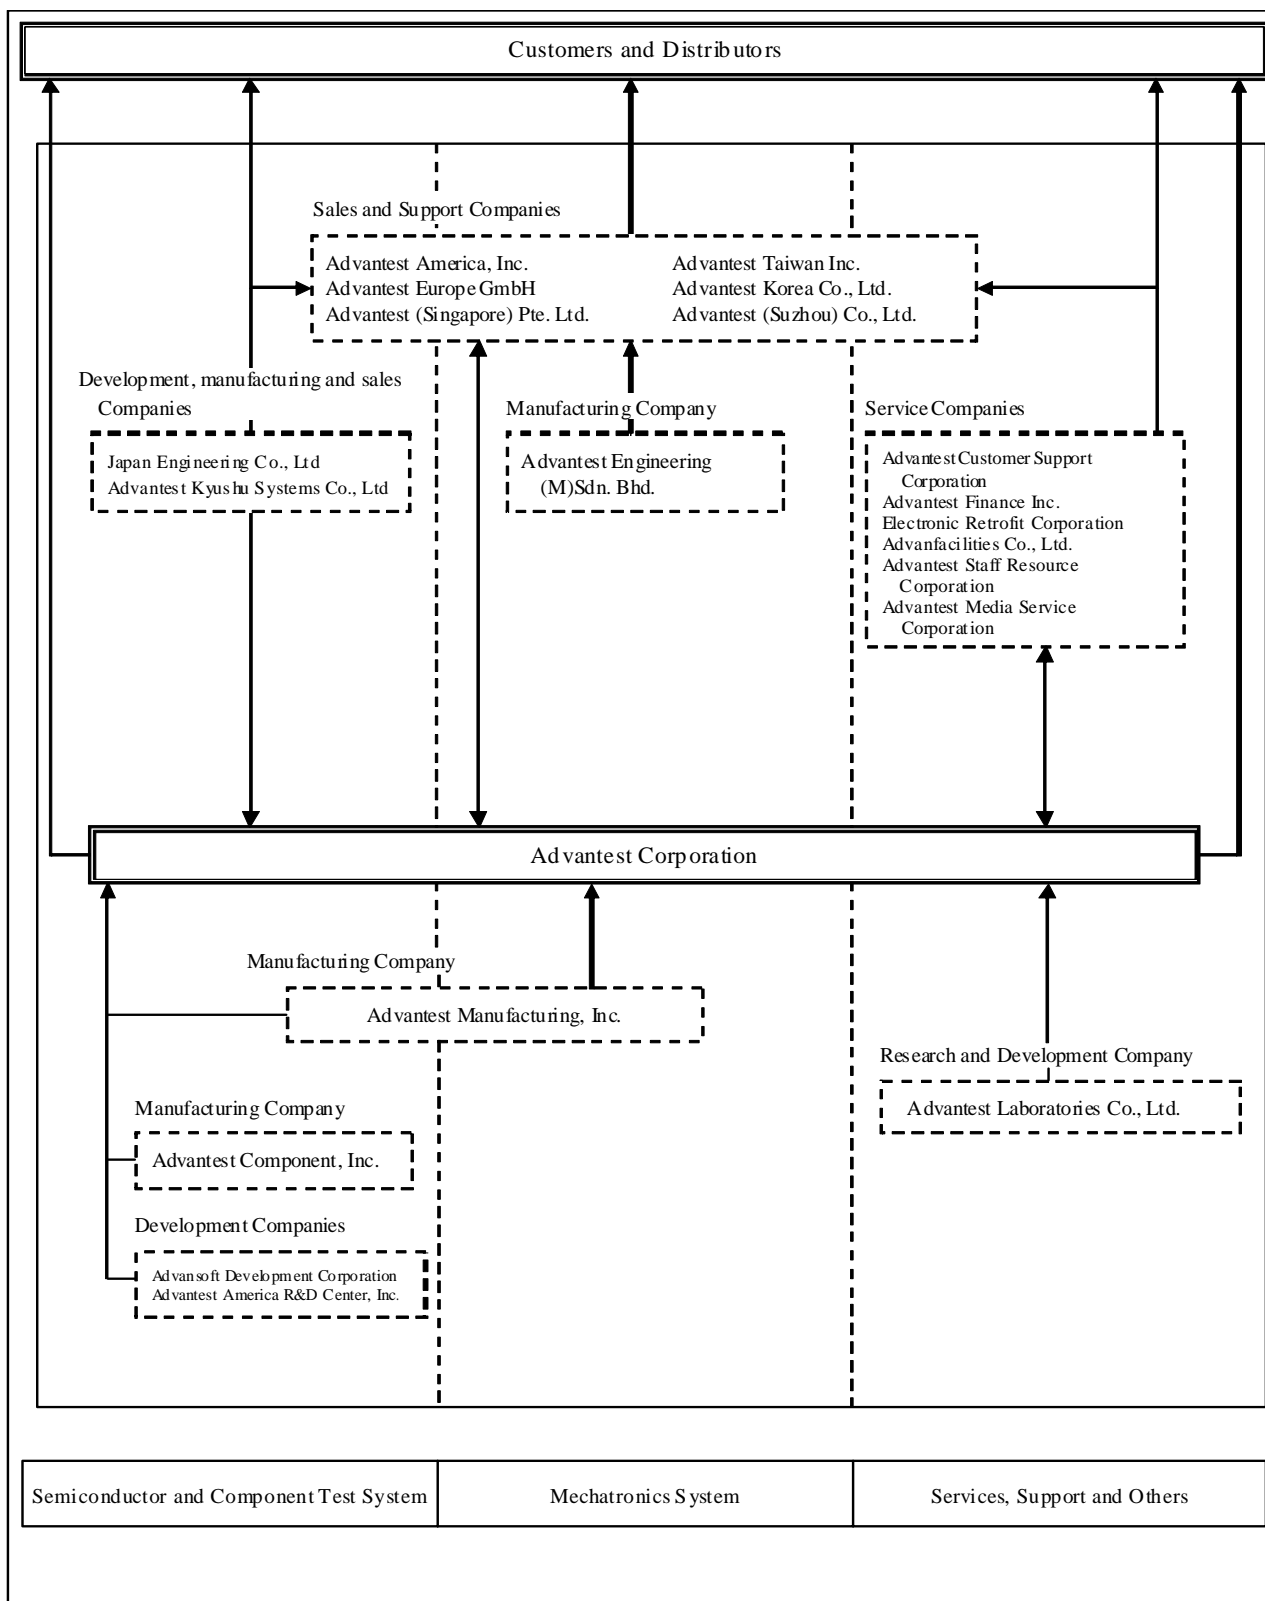 Customers and Distributors
Sales and Support Companies
Advantest America, Inc.
Advantest Europe GmbH
Advantest (Singapore) Pte. Ltd.
Advantest Taiwan Inc.
Advantest Korea Co., Ltd.
Advantest (Suzhou) Co., Ltd.
Development, manufacturing and sales
Companies
Japan Engineering Co., Ltd
Advantest Kyushu Systems Co., Ltd
Manufacturing Company
Advantest Engineering
(M)Sdn. Bhd.
Service Companies
Advantest Customer Support
Corporation
Advantest Finance Inc.
Electronic Retrofit Corporation
Advanfacilities Co., Ltd.
Advantest Staff Resource
Corporation
Advantest Media Service
Corporation
Advantest Corporation
Manufacturing Company
Advantest Manufacturing, Inc.
Research and Development Company
Advantest Laboratories Co., Ltd.
Manufacturing Company
Advantest Component, Inc.
Development Companies
Advansoft Development Corporation
Advantest America R&D Center, Inc.
Semiconductor and Component Test System
Mechatronics System
Services, Support and Others